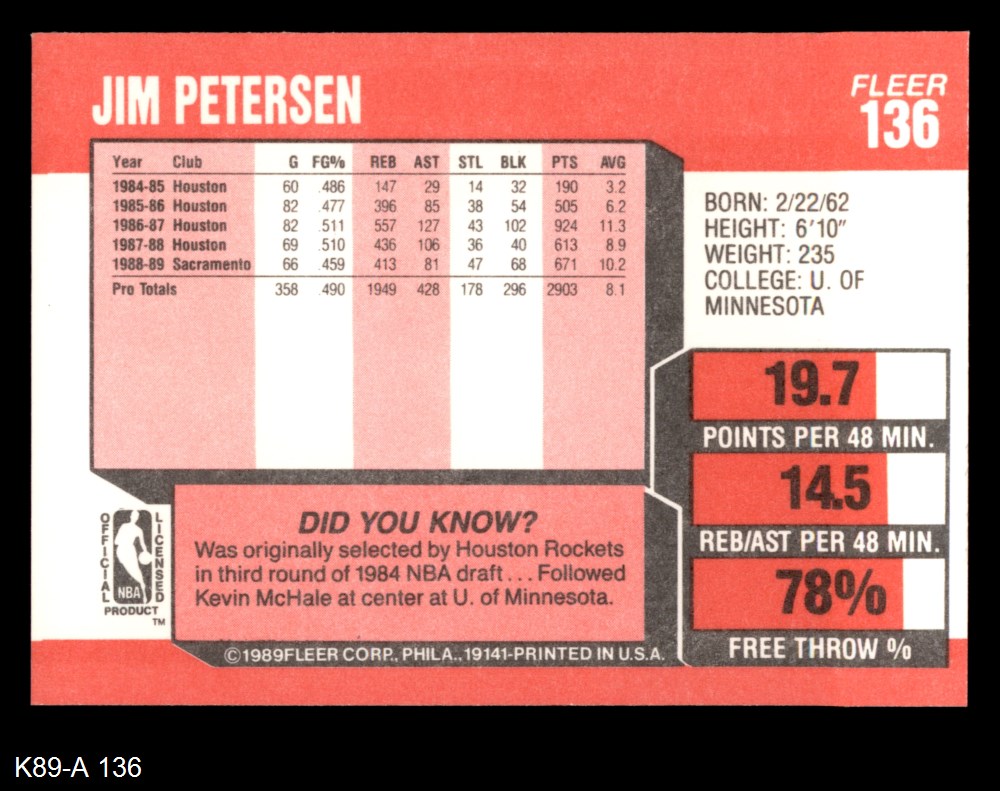 JIM PETERSEN
FLEER
136
Year Club G FG% REB AST STL BLK PTS AVG
1984-85 Houston 60 .486 147 29 14 32 190 3.2
1985-86 Houston 82 .477 396 85 38 54 505 6.2
1986-87 Houston 82 .511 557 127 43 102 924 11.3
1987-88 Houston 69 .510 436 106 36 40 613 8.9
1988-89 Sacramento 66 .459 413 81 47 68 671 10.2
Pro Totals 358 .490 1949 428 178 296 2903 8.1
BORN: 2/22/62
HEIGHT: 6'10"
WEIGHT: 235
COLLEGE: U. OF
MINNESOTA
19.7
POINTS PER 48 MIN.
14.5
REB/AST PER 48 MIN.
78%
FREE THROW %
OFFICIAL
LICENSED
NBA
PRODUCT
TM
DID YOU KNOW?
Was originally selected by Houston Rockets
in third round of 1984 NBA draft... Followed
Kevin McHale at center at U. of Minnesota.
©1989FLEER CORP., PHILA., 19141-PRINTED IN U.S.A.
K89-A 136